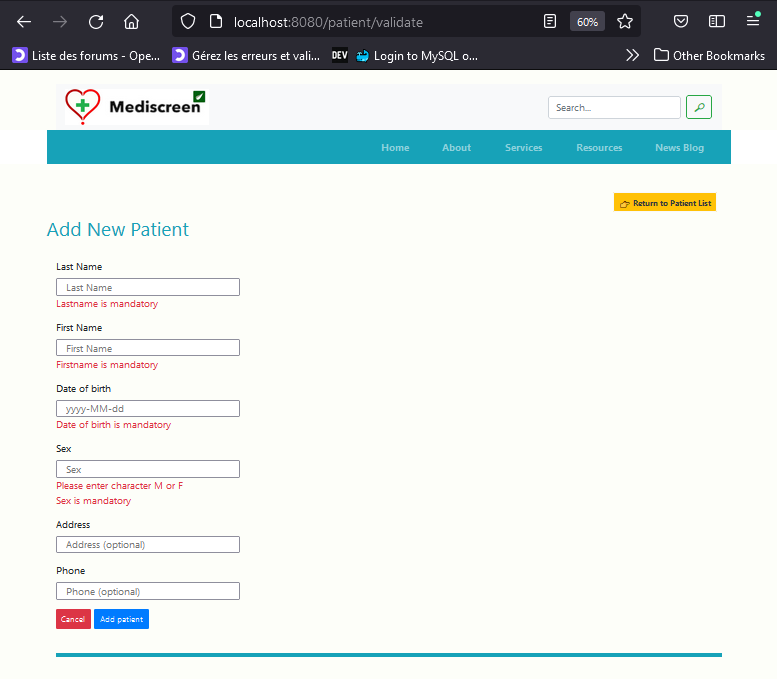 localhost:8080/patient/validate
60%
Liste des forums - Ope...
Gérez les erreurs et vali...
DEV
Login to MySQL o...
Other Bookmarks
Mediscreen
Search...
Home About Services Resources News Blog
Return to Patient List
Add New Patient
Last Name
Last Name
Lastname is mandatory
First Name
First Name
Firstname is mandatory
Date of birth
yyyy-MM-dd
Date of birth is mandatory
Sex
Sex
Please enter character M or F
Sex is mandatory
Address
Address (optional)
Phone
Phone (optional)
Cancel Add patient